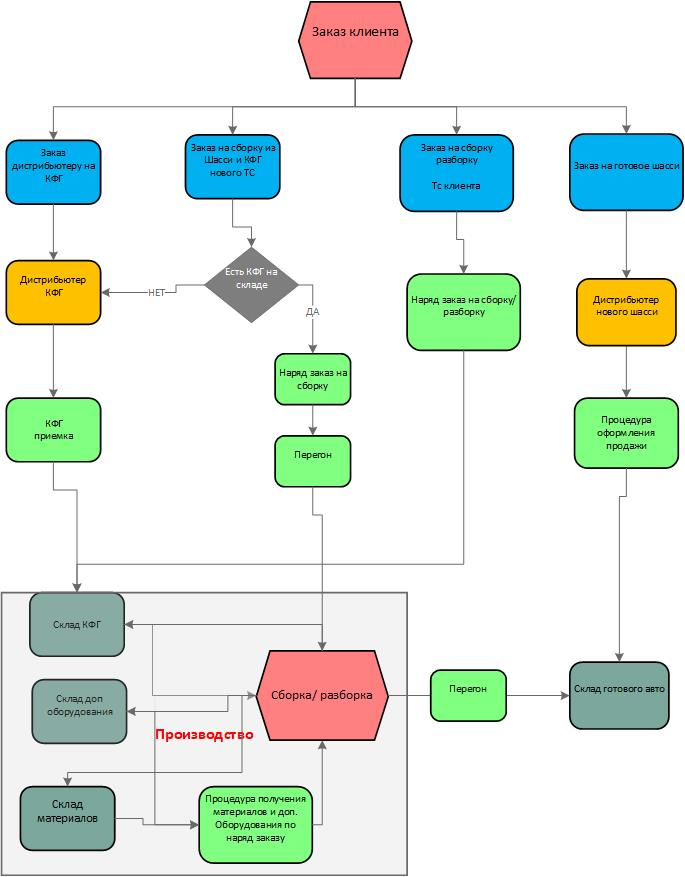 Заказ клиента
Заказ
дистрибьютеру на
КФГ
Заказ на сборку из
Шасси и КФГ
нового ТС
Заказ на сборку
разборку
Тс клиента
Заказ на готовое шасси
Дистрибьютер
КФГ
НЕТ
Есть КФГ на
складе
ДА
Наряд заказ на сборку/
разборку
Дистрибьютер
нового шасси
Наряд заказ на
сборку
КФГ
приемка
Перегон
Процедура
оформления
продажи
Склад КФГ
Склад доп
оборудования
Производство
Сборка/ разборка
Перегон
Склад готового авто
Склад
материалов
Процедура получения
материалов и доп.
Оборудования по
наряд заказу